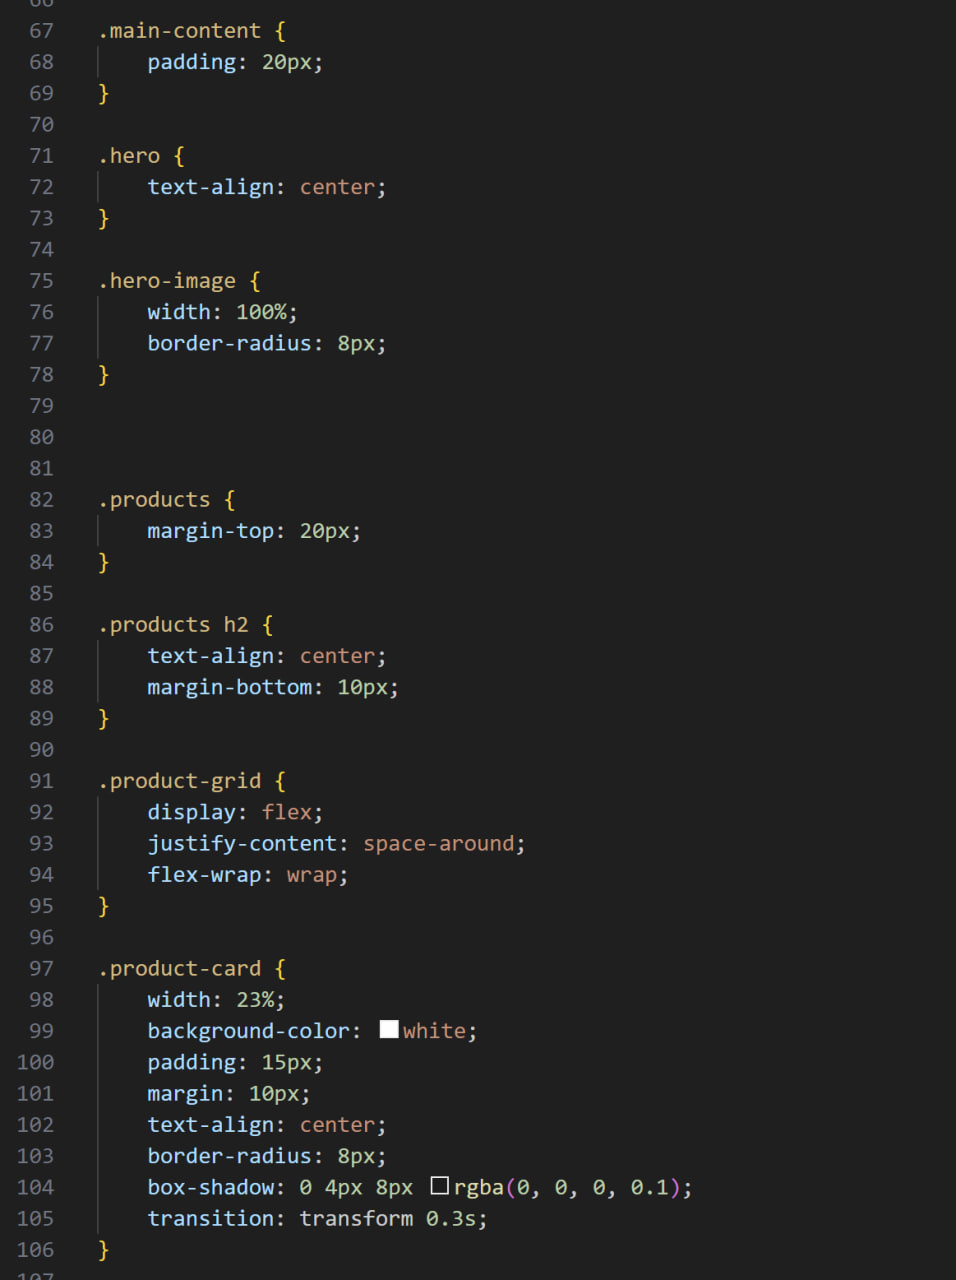 66
67 .main-content {
68 padding: 20px;
69 }
70
71 .hero {
72 text-align: center;
73 }
74
75 .hero-image {
76 width: 100%;
77 border-radius: 8px;
78 }
79
80
81
82 .products {
83 margin-top: 20px;
84 }
85
86 .products h2 {
87 text-align: center;
88 margin-bottom: 10px;
89 }
90
91 .product-grid {
92 display: flex;
93 justify-content: space-around;
94 flex-wrap: wrap;
95 }
96
97 .product-card {
98 width: 23%;
99 background-color: white;
100 padding: 15px;
101 margin: 10px;
102 text-align: center;
103 border-radius: 8px;
104 box-shadow: 0 4px 8px rgba(0, 0, 0, 0.1);
105 transition: transform 0.3s;
106 }
107